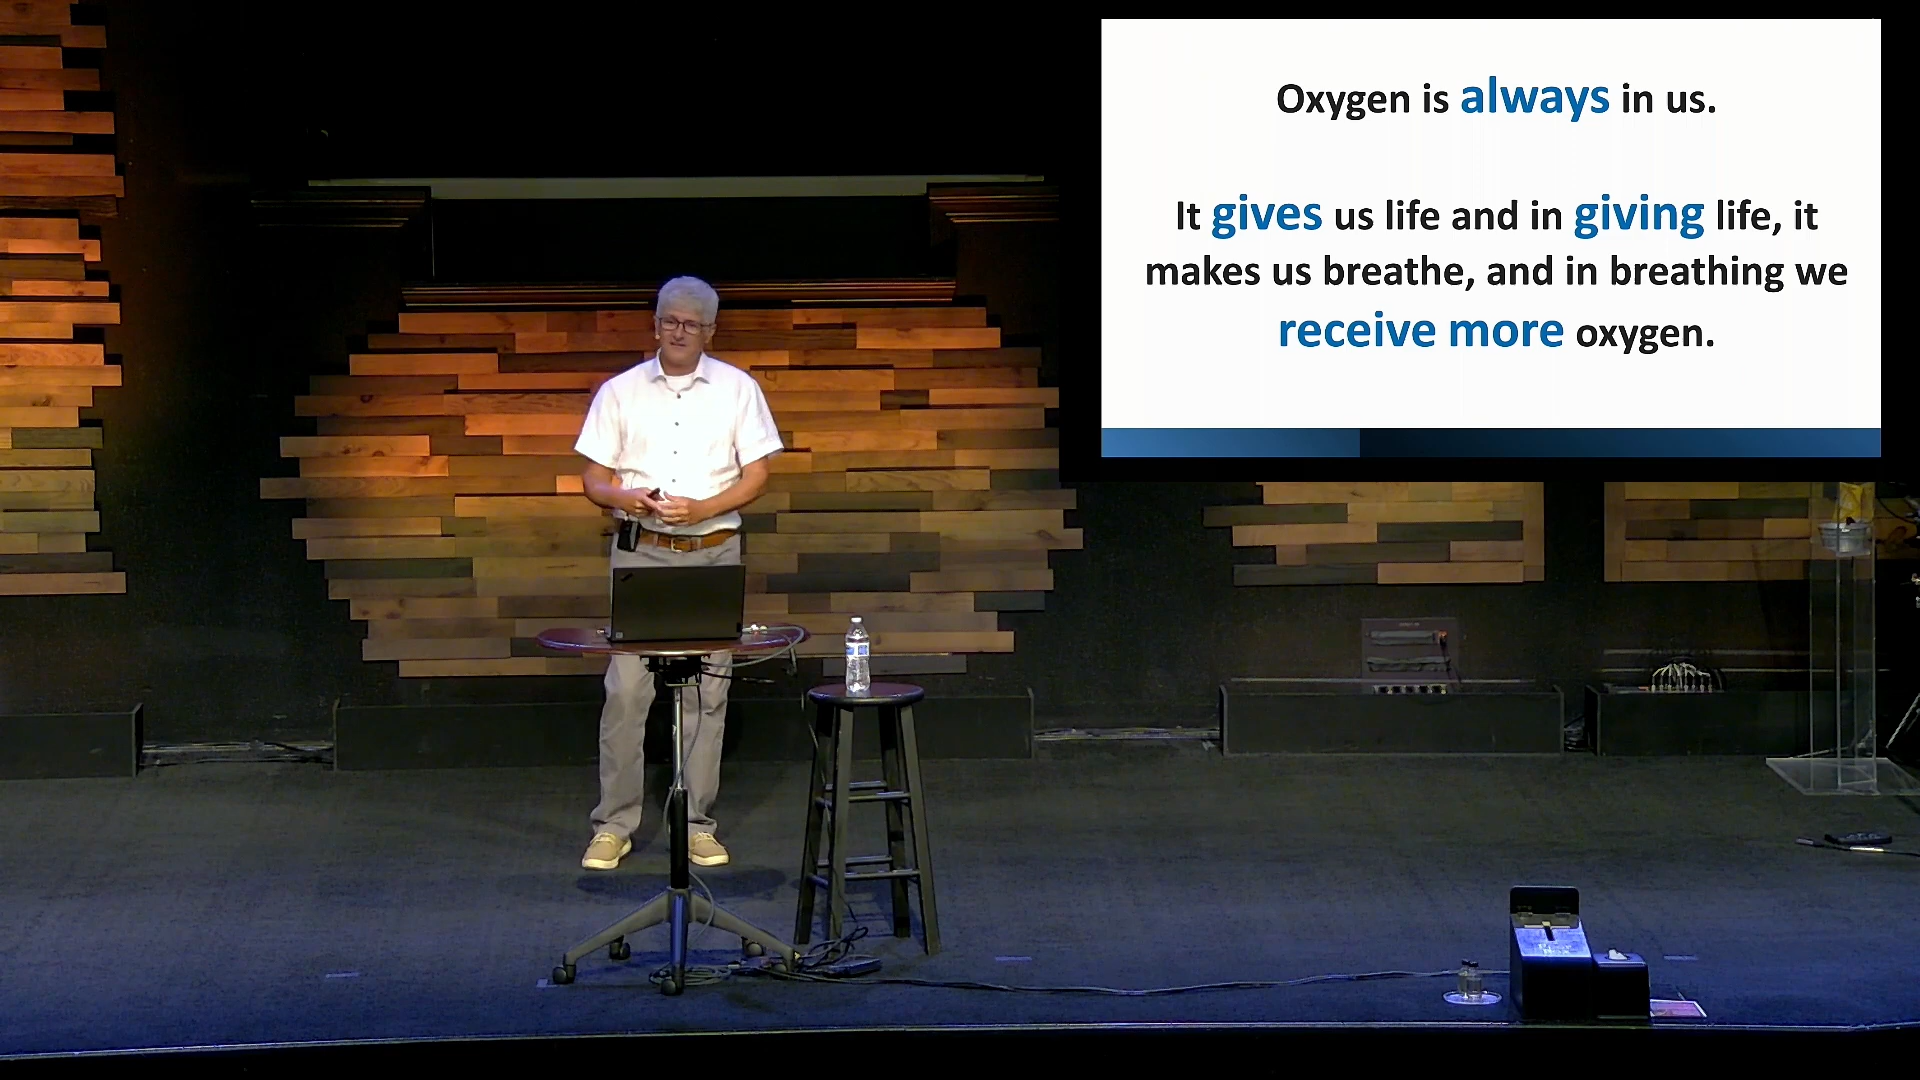 Oxygen is always in us.
It gives us life and in giving life, it
makes us breathe, and in breathing we
receive more oxygen.